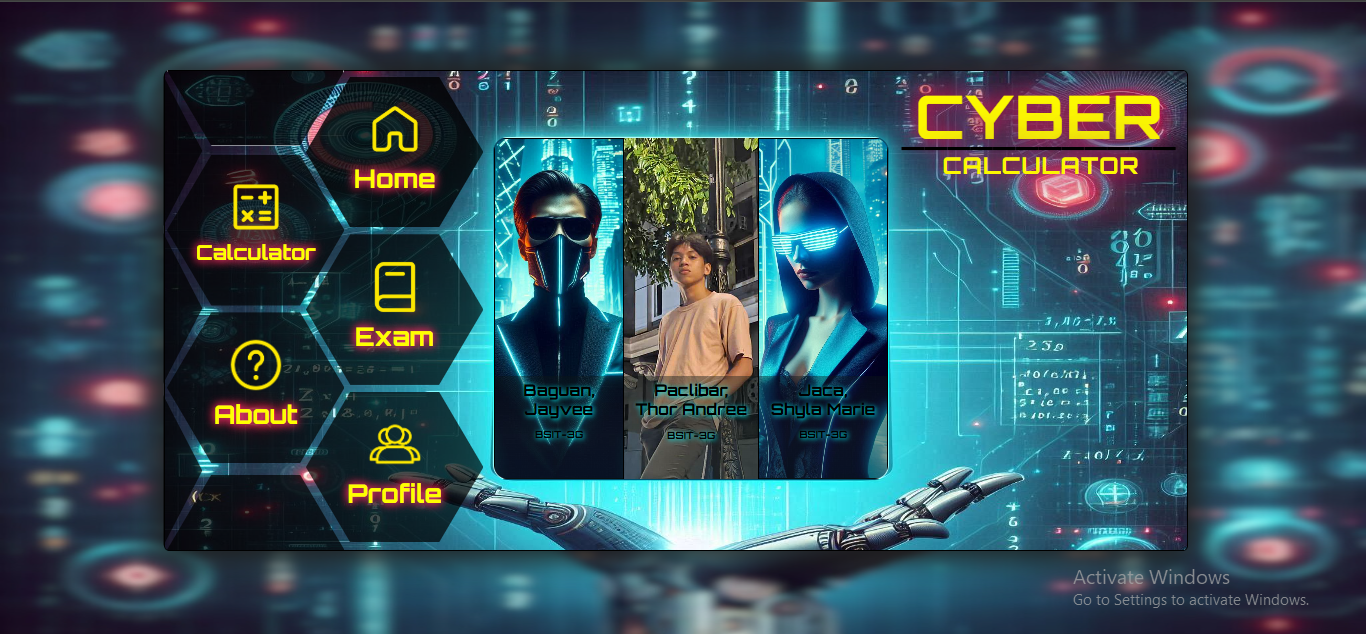 CYBER
CALCULATOR
Home
Calculator
Exam
About
Profile
Baguan,
Jayvee
BSIT-3G
Paclibar,
Thor Andree
BSIT-3G
Jaca,
Shyla Marie
BSIT-3G
Activate Windows
Go to Settings to activate Windows.